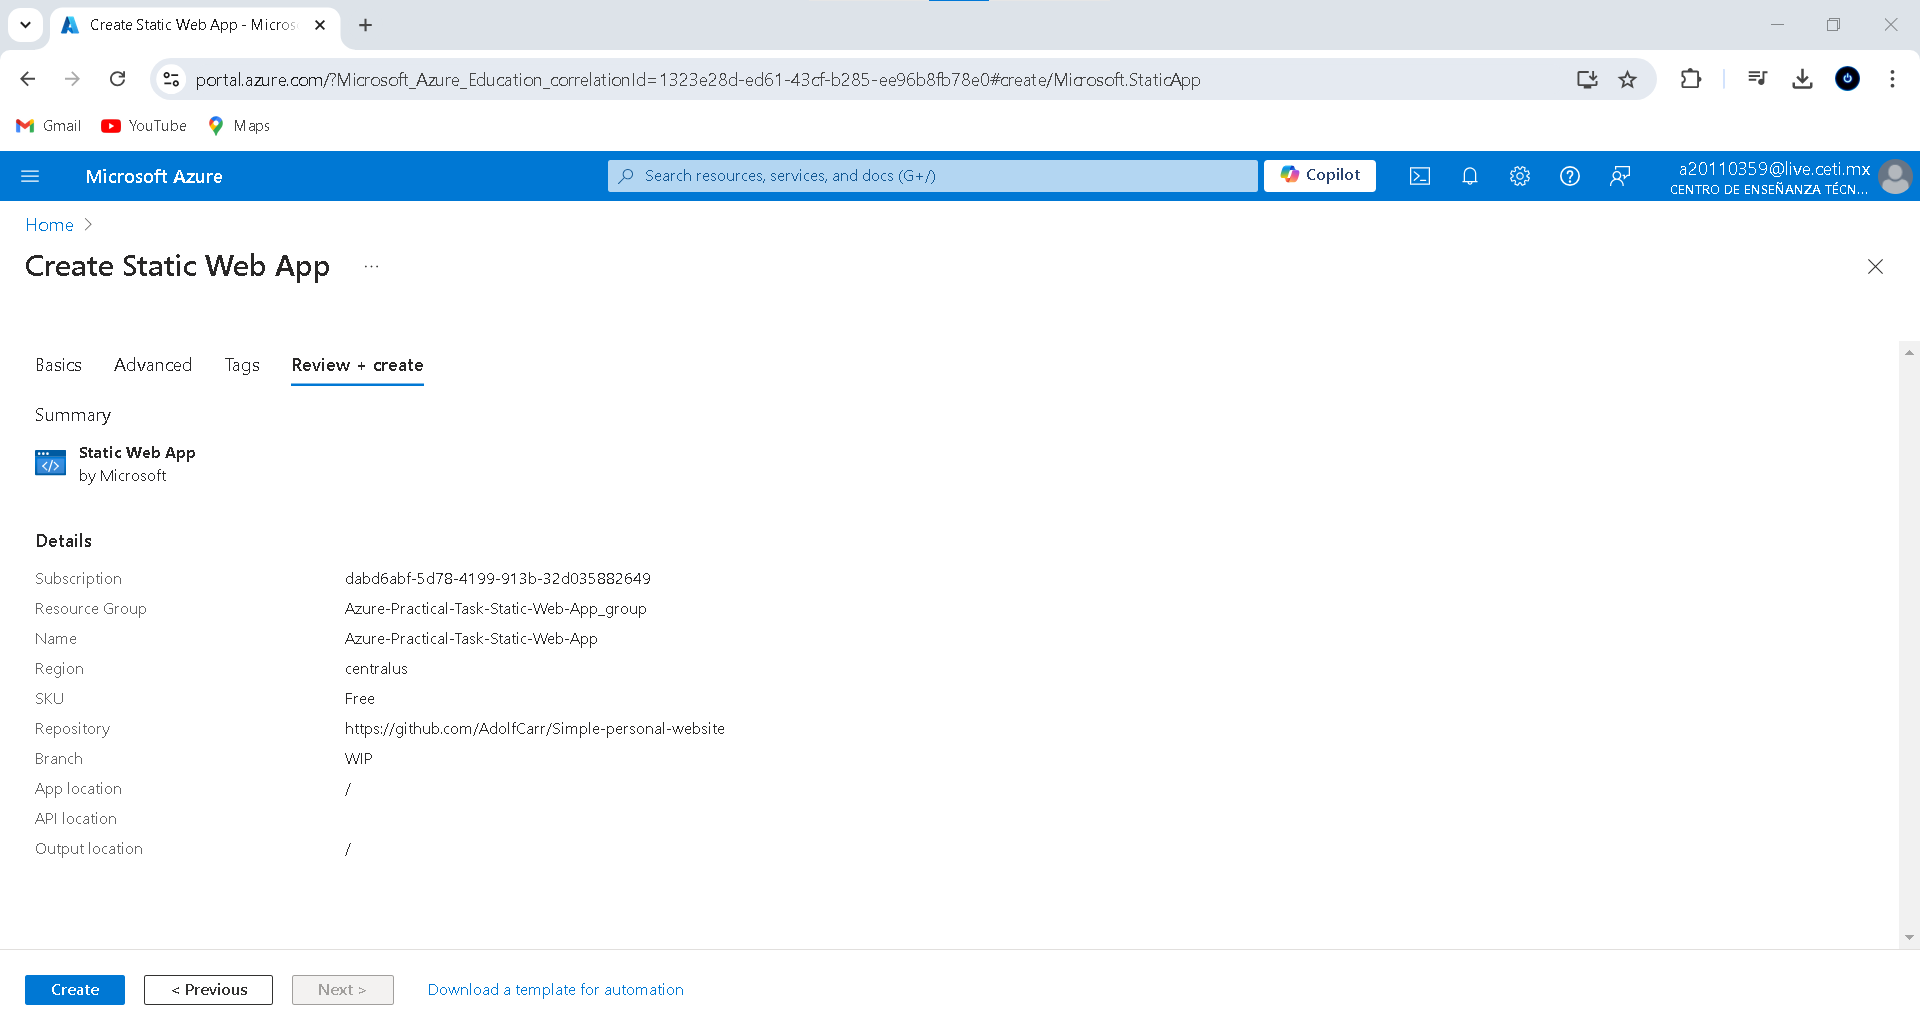 Create Static Web App - Micros
portal.azure.com/?Microsoft_Azure_Education_correlationId=1323e28d-ed61-43cf-b285-ee96b8fb78e0#create/Microsoft.StaticApp
Gmail YouTube Maps
Microsoft Azure
Search resources, services, and docs (G+/)
Copilot
a20110359@live.ceti.mx
CENTRO DE ENSEÑANZA TÉCN...
Home
Create Static Web App ...
Basics Advanced Tags Review + create
Summary
Static Web App
by Microsoft
Details
Subscription dabd6abf-5d78-4199-913b-32d035882649
Resource Group Azure-Practical-Task-Static-Web-App_group
Name Azure-Practical-Task-Static-Web-App
Region centralus
SKU Free
Repository https://github.com/AdolfCarr/Simple-personal-website
Branch WIP
App location /
API location
Output location /
Create < Previous Next > Download a template for automation